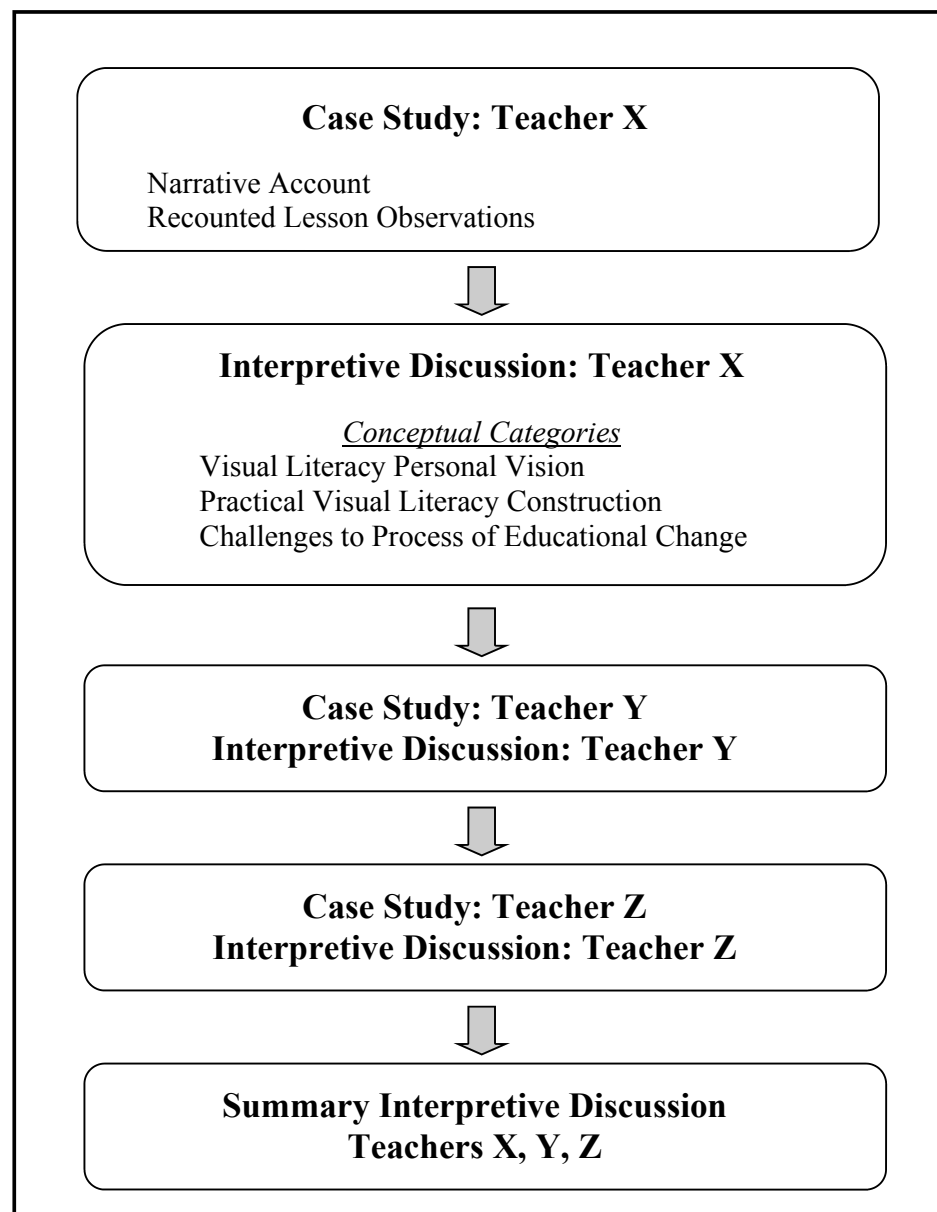 Case Study: Teacher X
Narrative Account
Recounted Lesson Observations
Interpretive Discussion: Teacher X
Conceptual Categories
Visual Literacy Personal Vision
Practical Visual Literacy Construction
Challenges to Process of Educational Change
Case Study: Teacher Y
Interpretive Discussion: Teacher Y
Case Study: Teacher Z
Interpretive Discussion: Teacher Z
Summary Interpretive Discussion
Teachers X, Y, Z